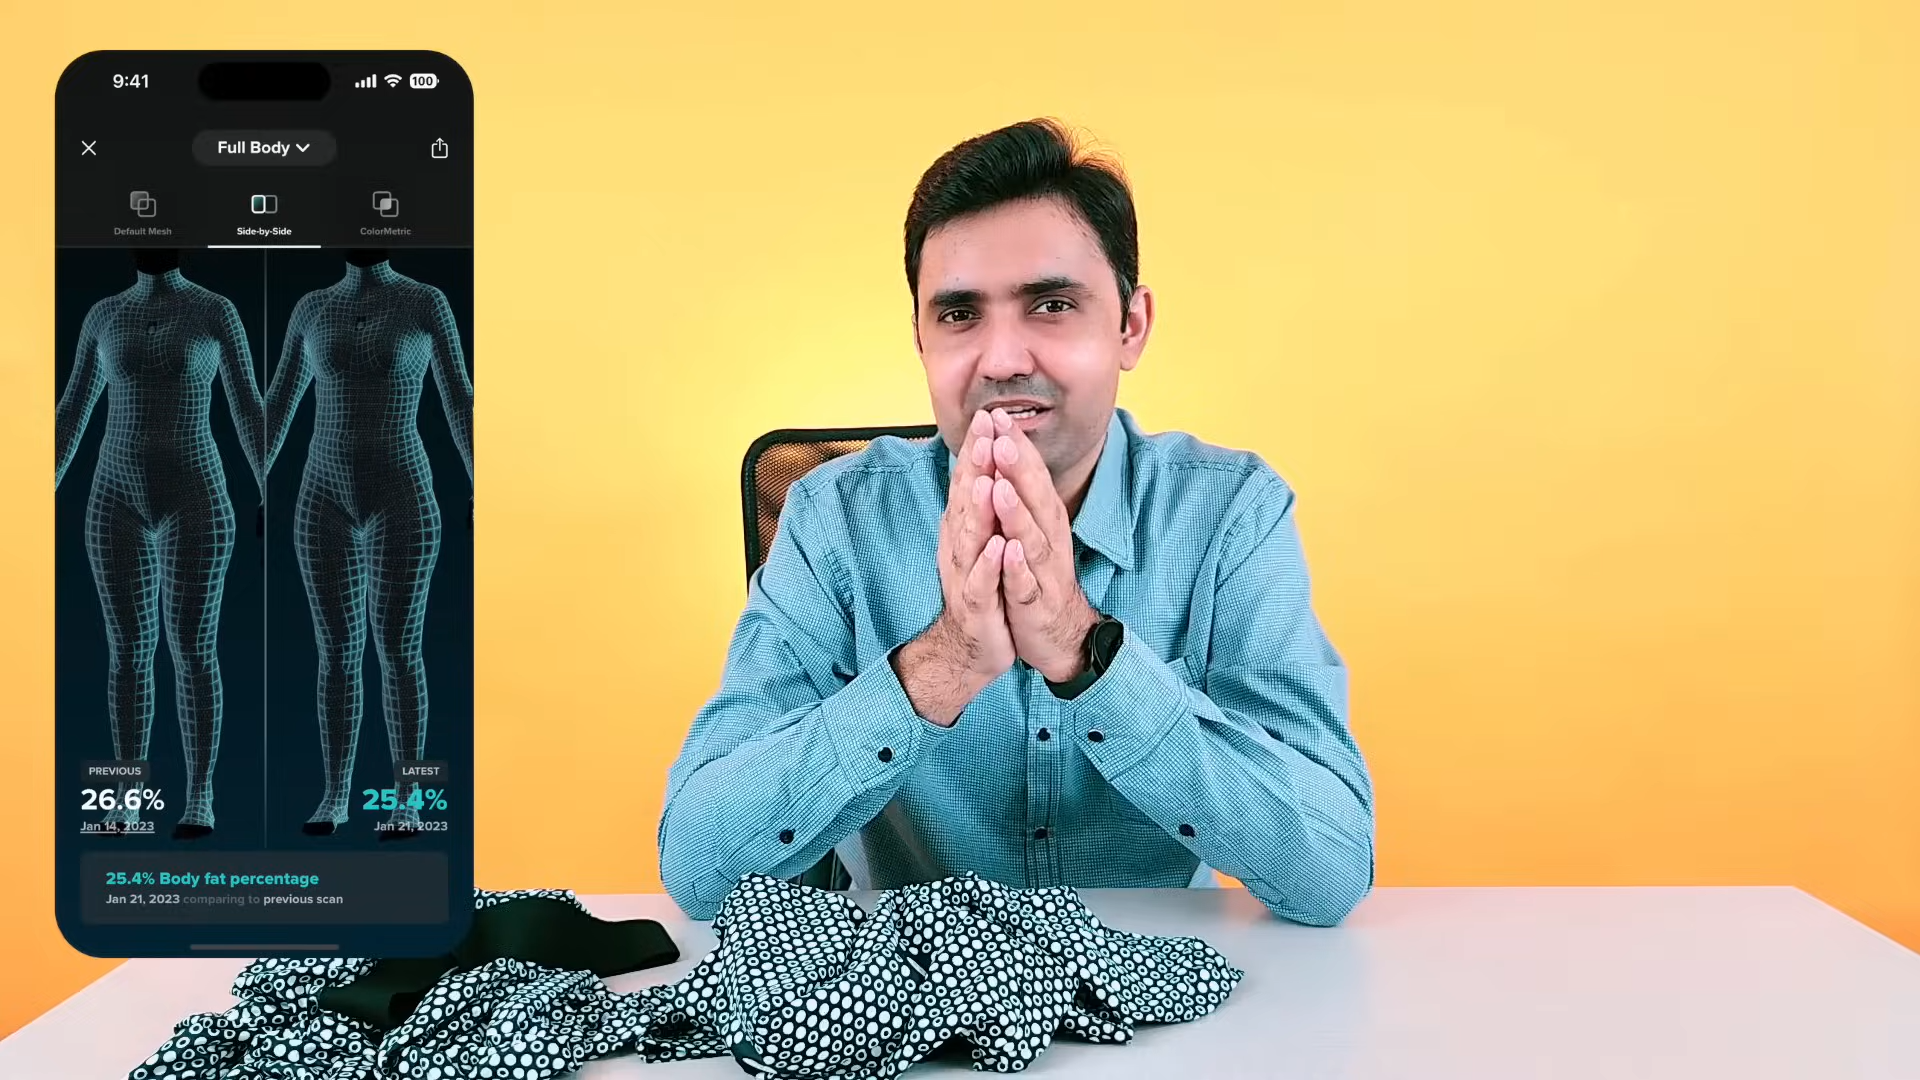 9:41
100
Full Body
Default Mesh
Side-by-Side
ColorMetric
PREVIOUS
LATEST
26.6%
25.4%
Jan 14, 2023
Jan 21, 2023
25.4% Body fat percentage
Jan 21, 2023 comparing to previous scan